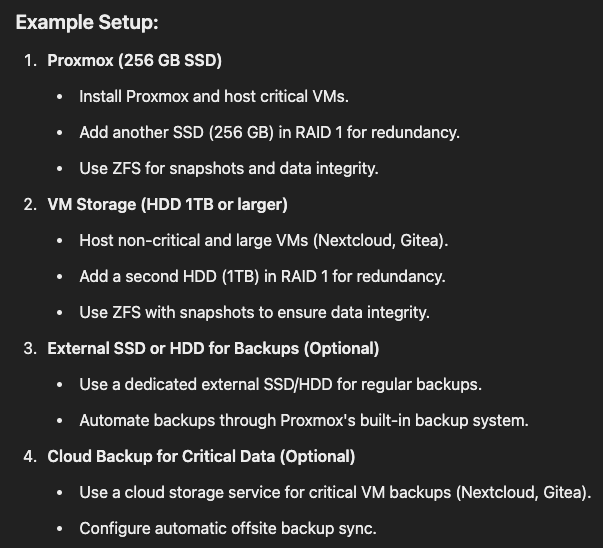 Example Setup:
1. Proxmox (256 GB SSD)
• Install Proxmox and host critical VMs.
• Add another SSD (256 GB) in RAID 1 for redundancy.
• Use ZFS for snapshots and data integrity.
2. VM Storage (HDD 1TB or larger)
• Host non-critical and large VMs (Nextcloud, Gitea).
• Add a second HDD (1TB) in RAID 1 for redundancy.
• Use ZFS with snapshots to ensure data integrity.
3. External SSD or HDD for Backups (Optional)
• Use a dedicated external SSD/HDD for regular backups.
• Automate backups through Proxmox's built-in backup system.
4. Cloud Backup for Critical Data (Optional)
• Use a cloud storage service for critical VM backups (Nextcloud, Gitea).
• Configure automatic offsite backup sync.